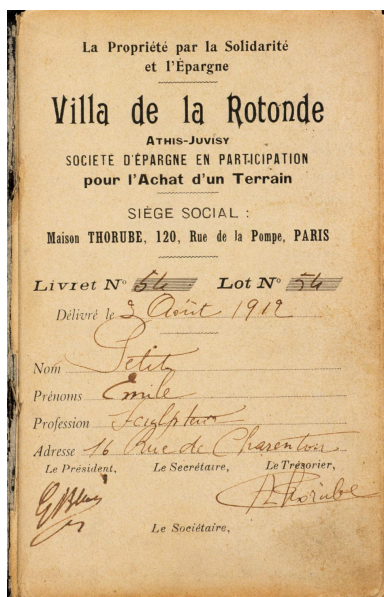 La Propriété par la Solidarité
et l'Épargne
Villa de la Rotonde
ATHIS-JUVISY
SOCIETE D'ÉPARGNE EN PARTICIPATION
pour l'Achat d'un Terrain
SIÈGE SOCIAL :
Maison THORUBE, 120, Rue de la Pompe, PARIS
Livret N° 54 Lot N° 54
Délivré le 2 Août 1912
Nom Petit
Prénoms Emile
Profession Sculpteur
Adresse 16 Rue de Charenton
Le Président, Le Secrétaire, Le Trésorier,
Thorube
Le Sociétaire,